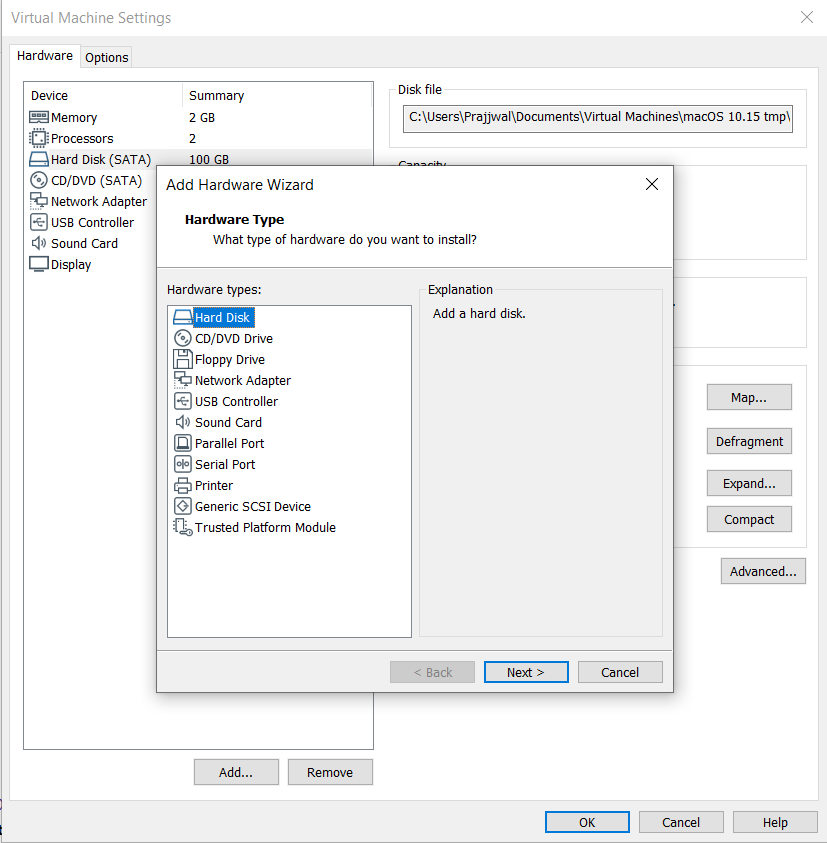 Virtual Machine Settings
Hardware Options
Device Summary
Memory 2 GB
Processors 2
Hard Disk (SATA) 100 GB
CD/DVD (SATA)
Network Adapter
USB Controller
Sound Card
Display
Disk file
C:\Users\Prajjwal\Documents\Virtual Machines\macOS 10.15 tmp\
Capacity
Add Hardware Wizard
Hardware Type
What type of hardware do you want to install?
Hardware types:
Hard Disk
CD/DVD Drive
Floppy Drive
Network Adapter
USB Controller
Sound Card
Parallel Port
Serial Port
Printer
Generic SCSI Device
Trusted Platform Module
Explanation
Add a hard disk.
< Back Next > Cancel
Map...
Defragment
Expand...
Compact
Advanced...
Add... Remove
OK Cancel Help